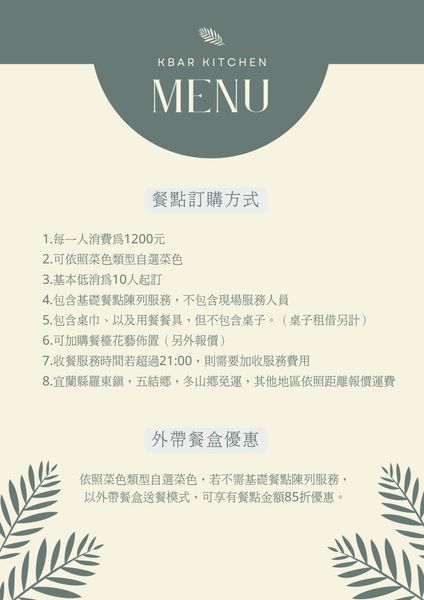 KBAR KITCHEN
MENU
餐點訂購方式
1.每一人消費爲1200元
2.可依照菜色類型自選菜色
3.基本低消爲10人起訂
4.包含基礎餐點陳列服務，不包含現場服務人員
5.包含桌巾、以及用餐餐具，但不包含桌子。（桌子租借另計）
6.可加購餐檯花藝佈置（另外報價）
7.收餐服務時間若超過21:00，則需要加收服務費用
8.宜蘭縣羅東鎮，五結鄉，冬山鄉免運，其他地區依照距離報價運費
外帶餐盒優惠
依照菜色類型自選菜色，若不需基礎餐點陳列服務，
以外帶餐盒送餐模式，可享有餐點金額85折優惠。